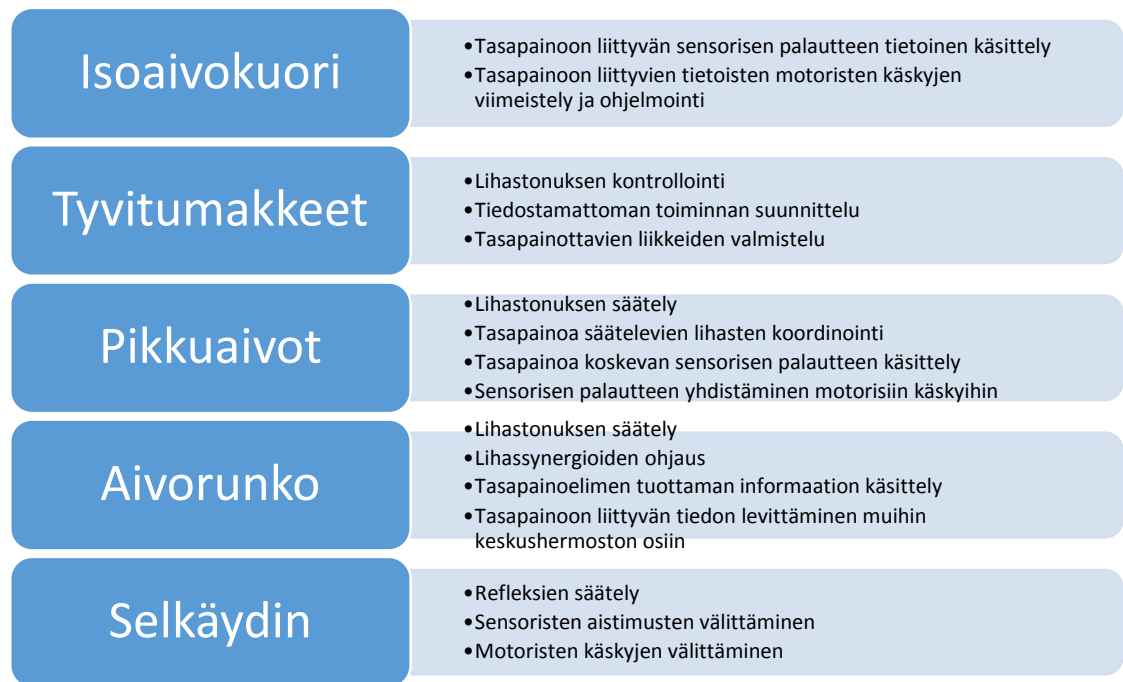 Isoaivokuori
•Tasapainoon liittyvän sensorisen palautteen tietoinen käsittely
•Tasapainoon liittyvien tietoisten motoristen käskyjen
viimeistely ja ohjelmointi
Tyvitumakkeet
•Lihastonuksen kontrollointi
•Tiedostamattoman toiminnan suunnittelu
•Tasapainottavien liikkeiden valmistelu
Pikkuaivot
•Lihastonuksen säätely
•Tasapainoa säätelevien lihasten koordinointi
•Tasapainoa koskevan sensorisen palautteen käsittely
•Sensorisen palautteen yhdistäminen motorisiin käskyihin
Aivorunko
•Lihastonuksen säätely
•Lihassynergioiden ohjaus
•Tasapainoelimen tuottaman informaation käsittely
•Tasapainoon liittyvän tiedon levittäminen muihin
keskushermoston osiin
Selkäydin
•Refleksien säätely
•Sensoristen aistimusten välittäminen
•Motoristen käskyjen välittäminen